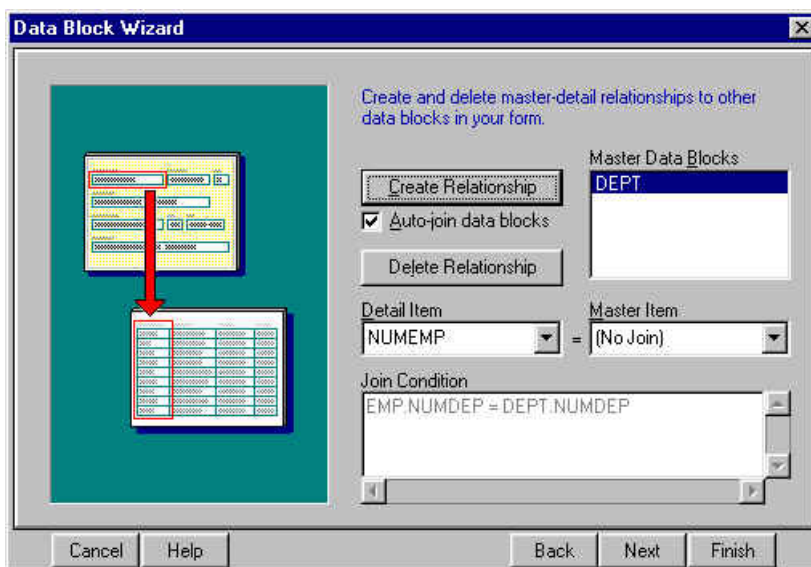 Data Block Wizard
Create and delete master-detail relationships to other
data blocks in your form.
Master Data Blocks
Create Relationship
DEPT
Auto-join data blocks
Delete Relationship
Detail Item
Master Item
NUMEMP
=
(No Join)
Join Condition
EMP.NUMDEP = DEPT.NUMDEP
Cancel
Help
Back
Next
Finish